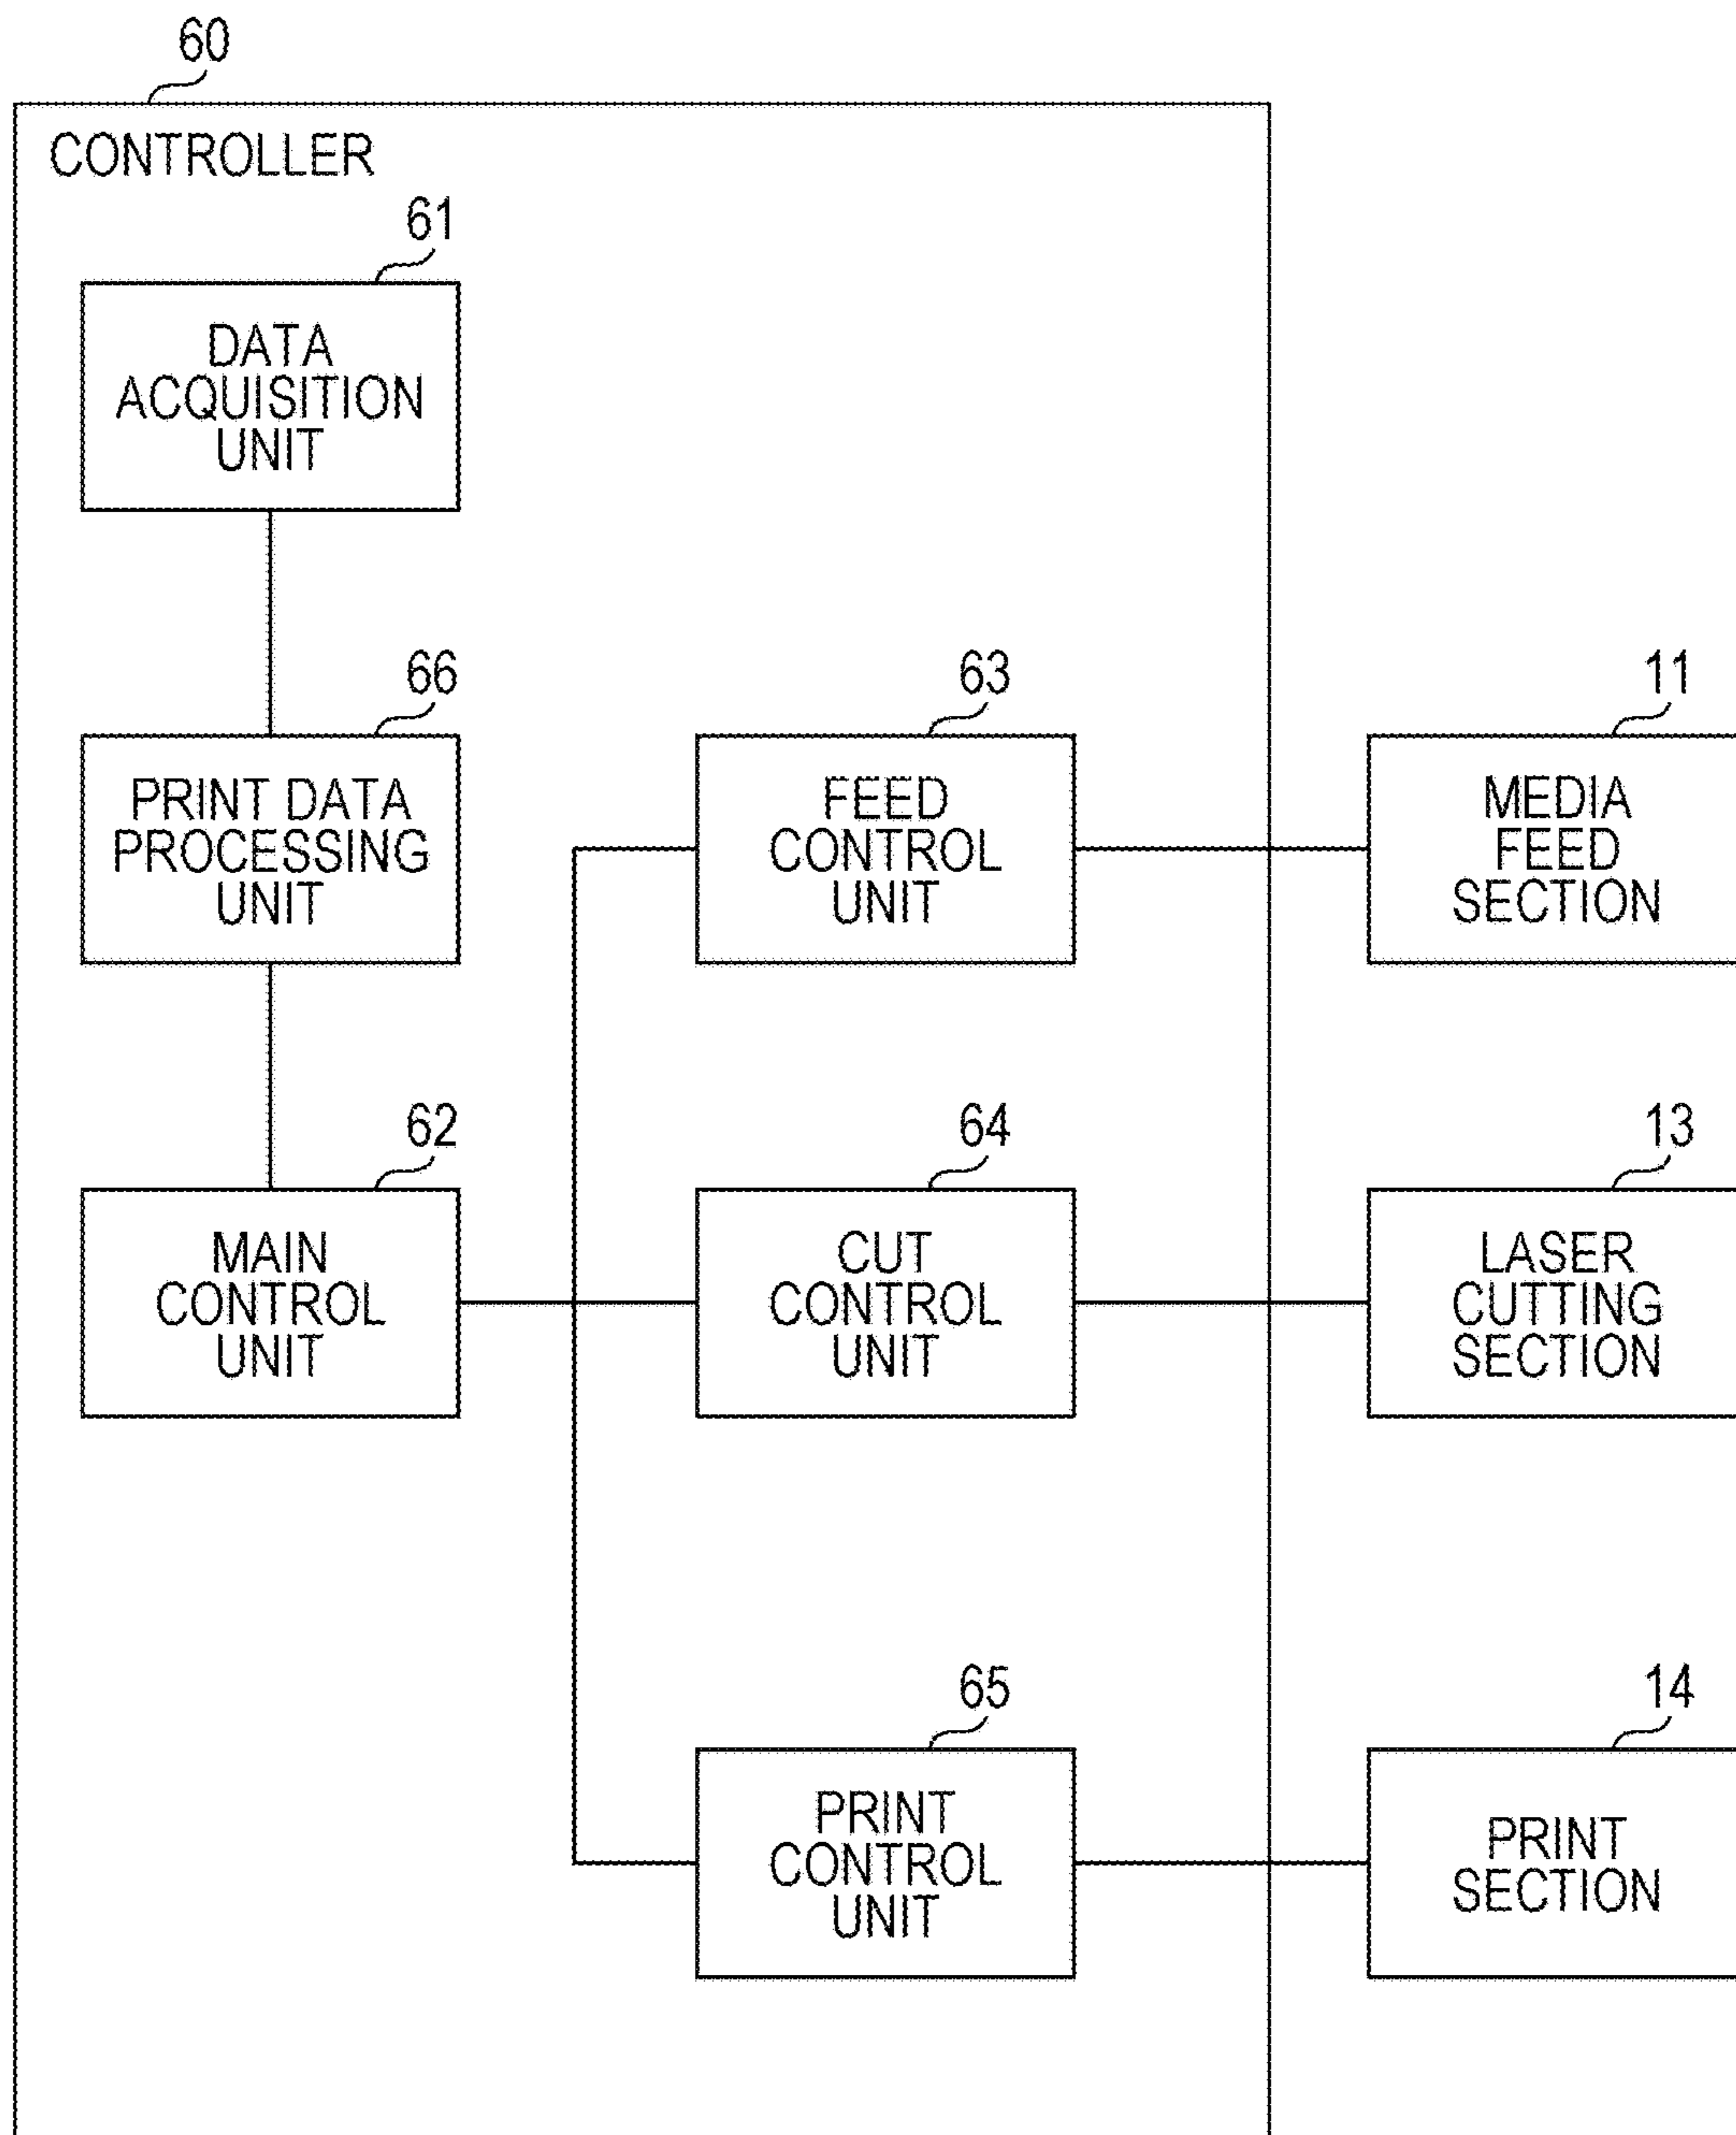 60
CONTROLLER
61
DATA
ACQUISITION
UNIT
66
PRINT DATA
PROCESSING
UNIT
63
FEED
CONTROL
UNIT
11
MEDIA
FEED
SECTION
62
MAIN
CONTROL
UNIT
64
CUT
CONTROL
UNIT
13
LASER
CUTTING
SECTION
65
PRINT
CONTROL
UNIT
14
PRINT
SECTION